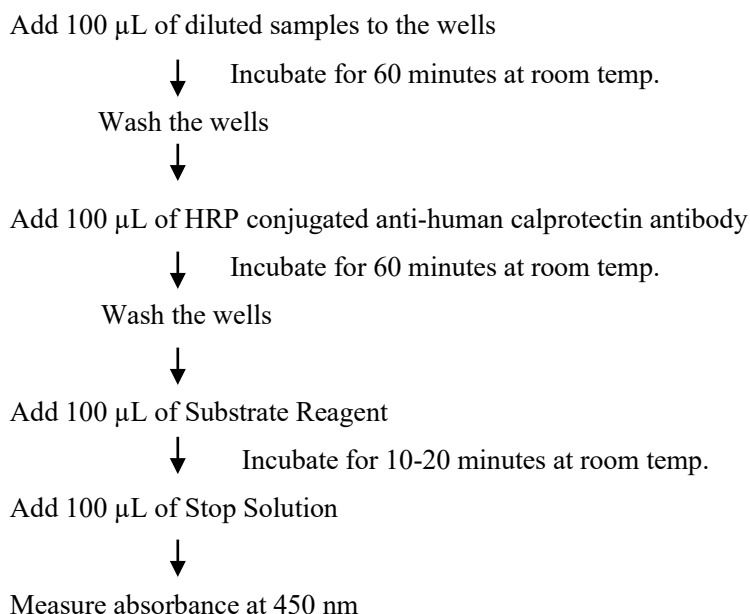 Add 100 µL of diluted samples to the wells
Incubate for 60 minutes at room temp.
Wash the wells
Add 100 µL of HRP conjugated anti-human calprotectin antibody
Incubate for 60 minutes at room temp.
Wash the wells
Add 100 µL of Substrate Reagent
Incubate for 10-20 minutes at room temp.
Add 100 µL of Stop Solution
Measure absorbance at 450 nm